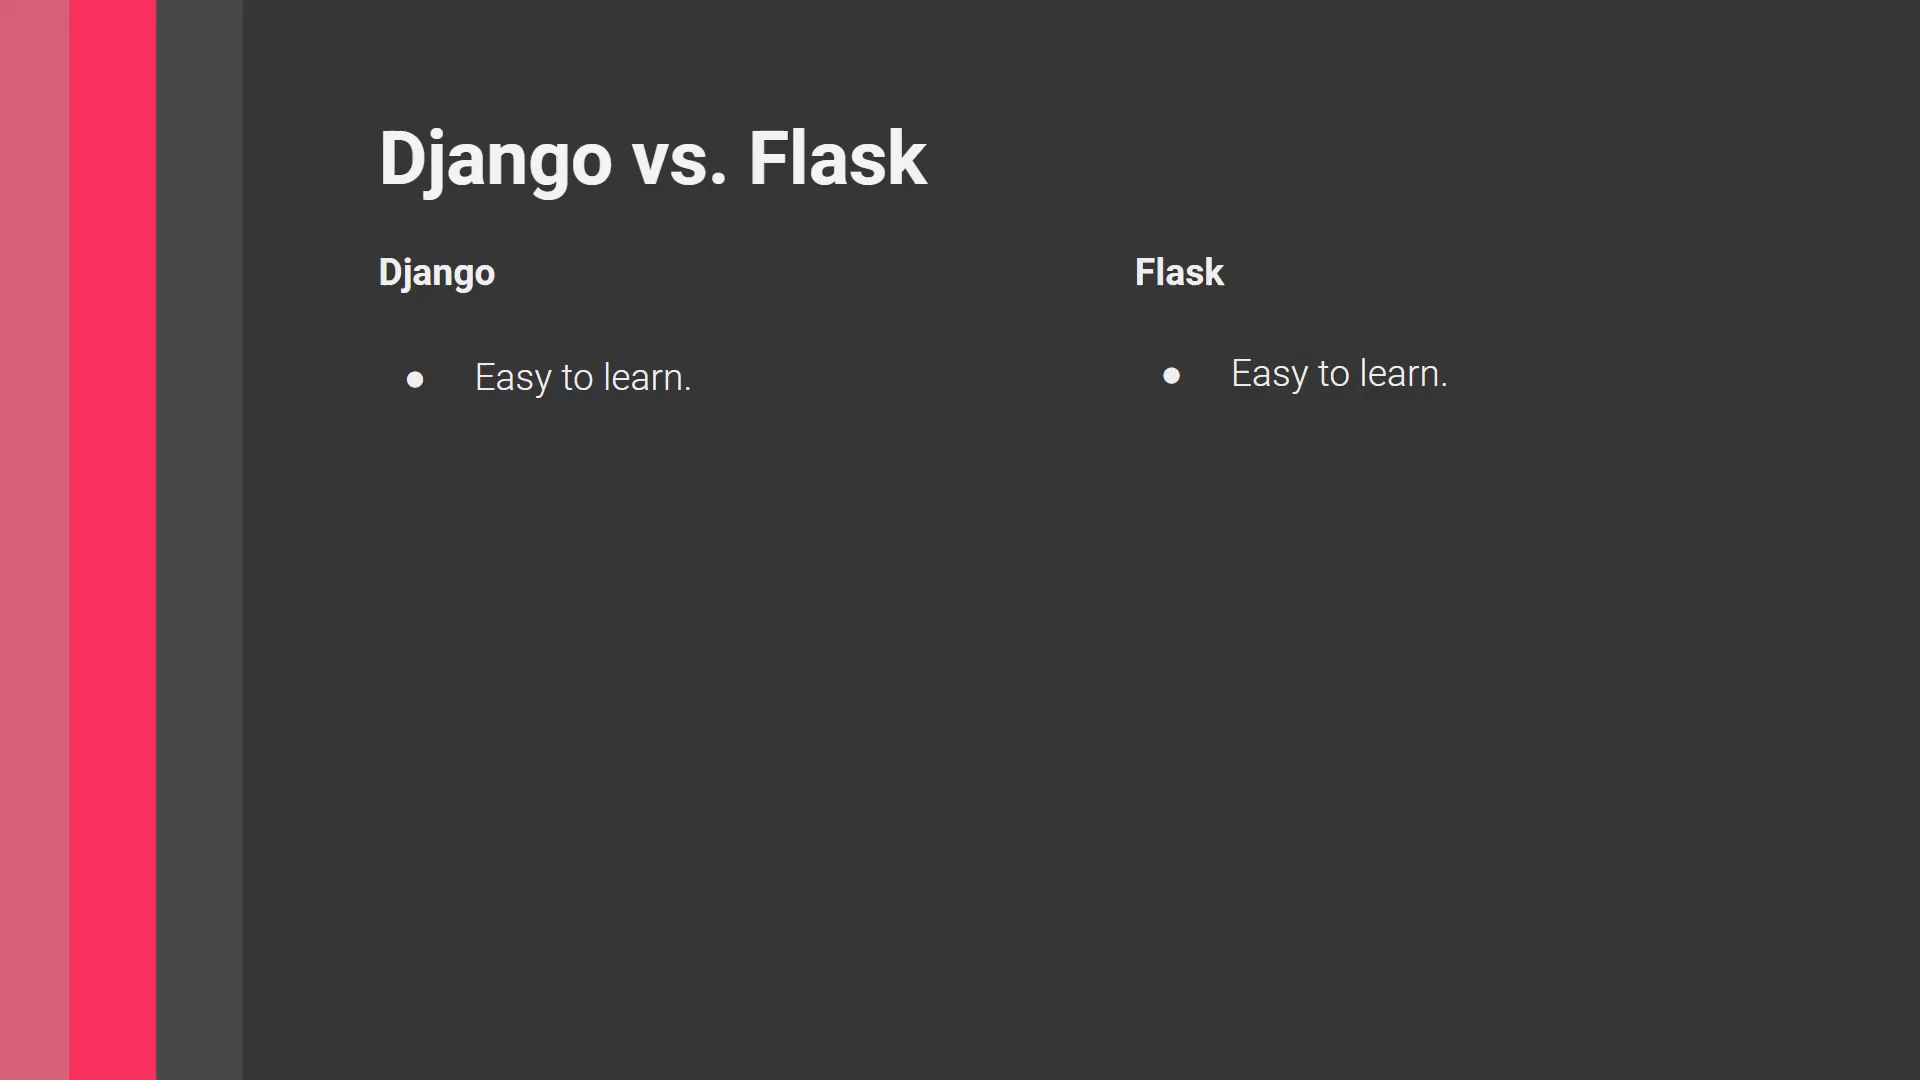 Django vs. Flask
Django
● Easy to learn.
Flask
● Easy to learn.